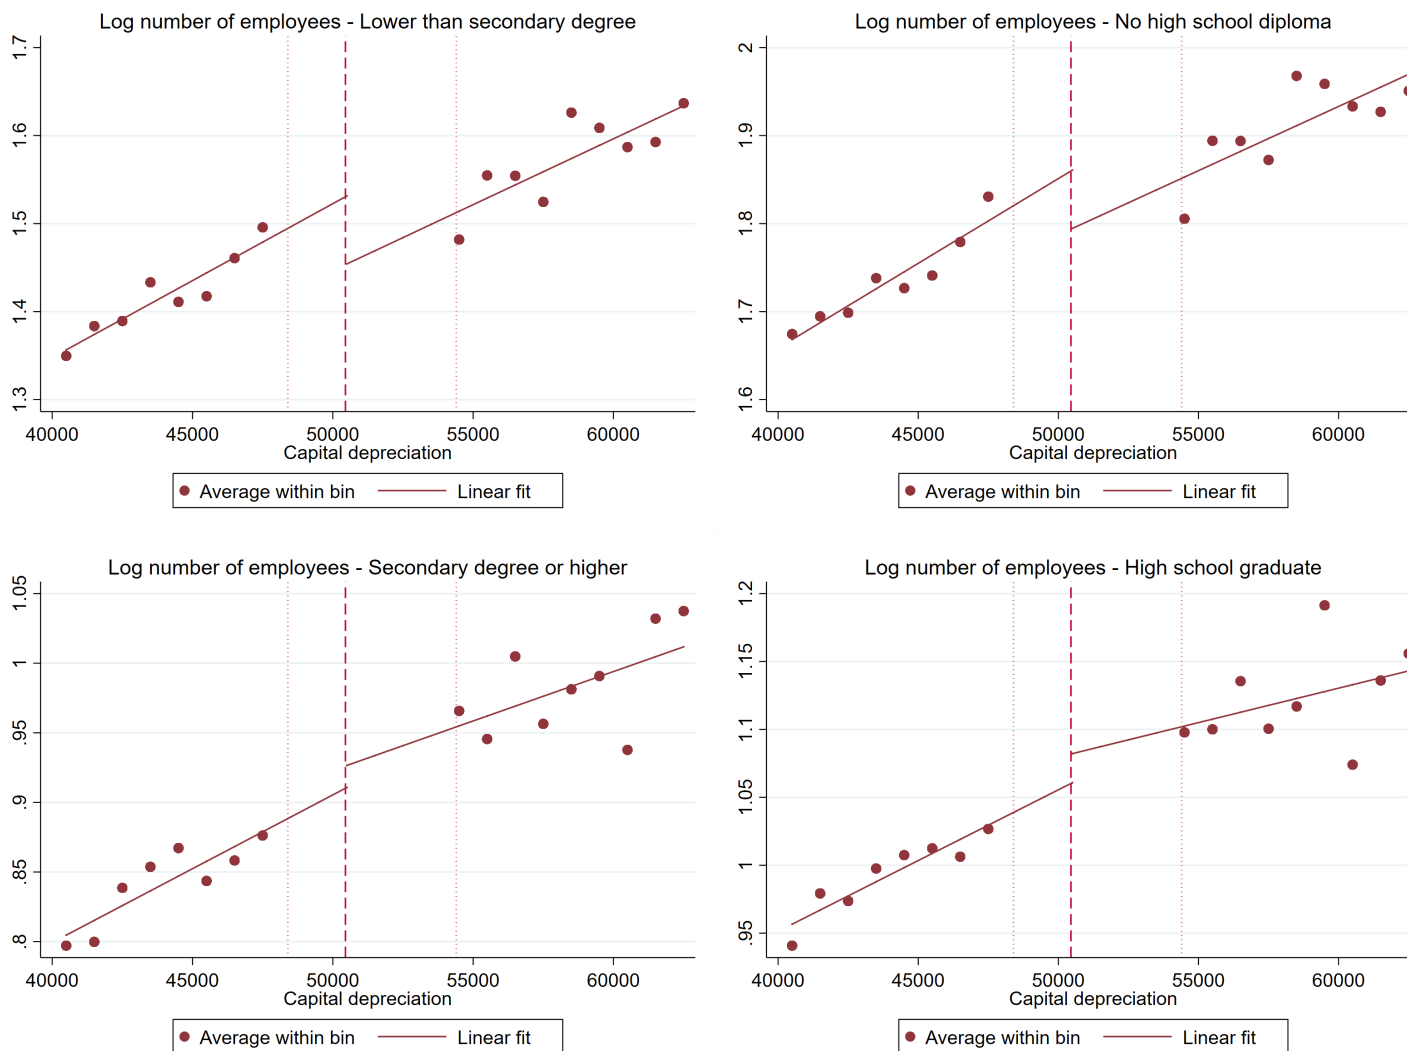 Log number of employees - Lower than secondary degree
1.7
1.6
1.5
1.4
1.3
40000 45000 50000 55000 60000
Capital depreciation
Average within bin Linear fit
Log number of employees - No high school diploma
2
1.9
1.8
1.7
1.6
40000 45000 50000 55000 60000
Capital depreciation
Average within bin Linear fit
Log number of employees - Secondary degree or higher
1.05
1
.95
.9
.85
.8
40000 45000 50000 55000 60000
Capital depreciation
Average within bin Linear fit
Log number of employees - High school graduate
1.2
1.15
1.1
1.05
1
.95
40000 45000 50000 55000 60000
Capital depreciation
Average within bin Linear fit